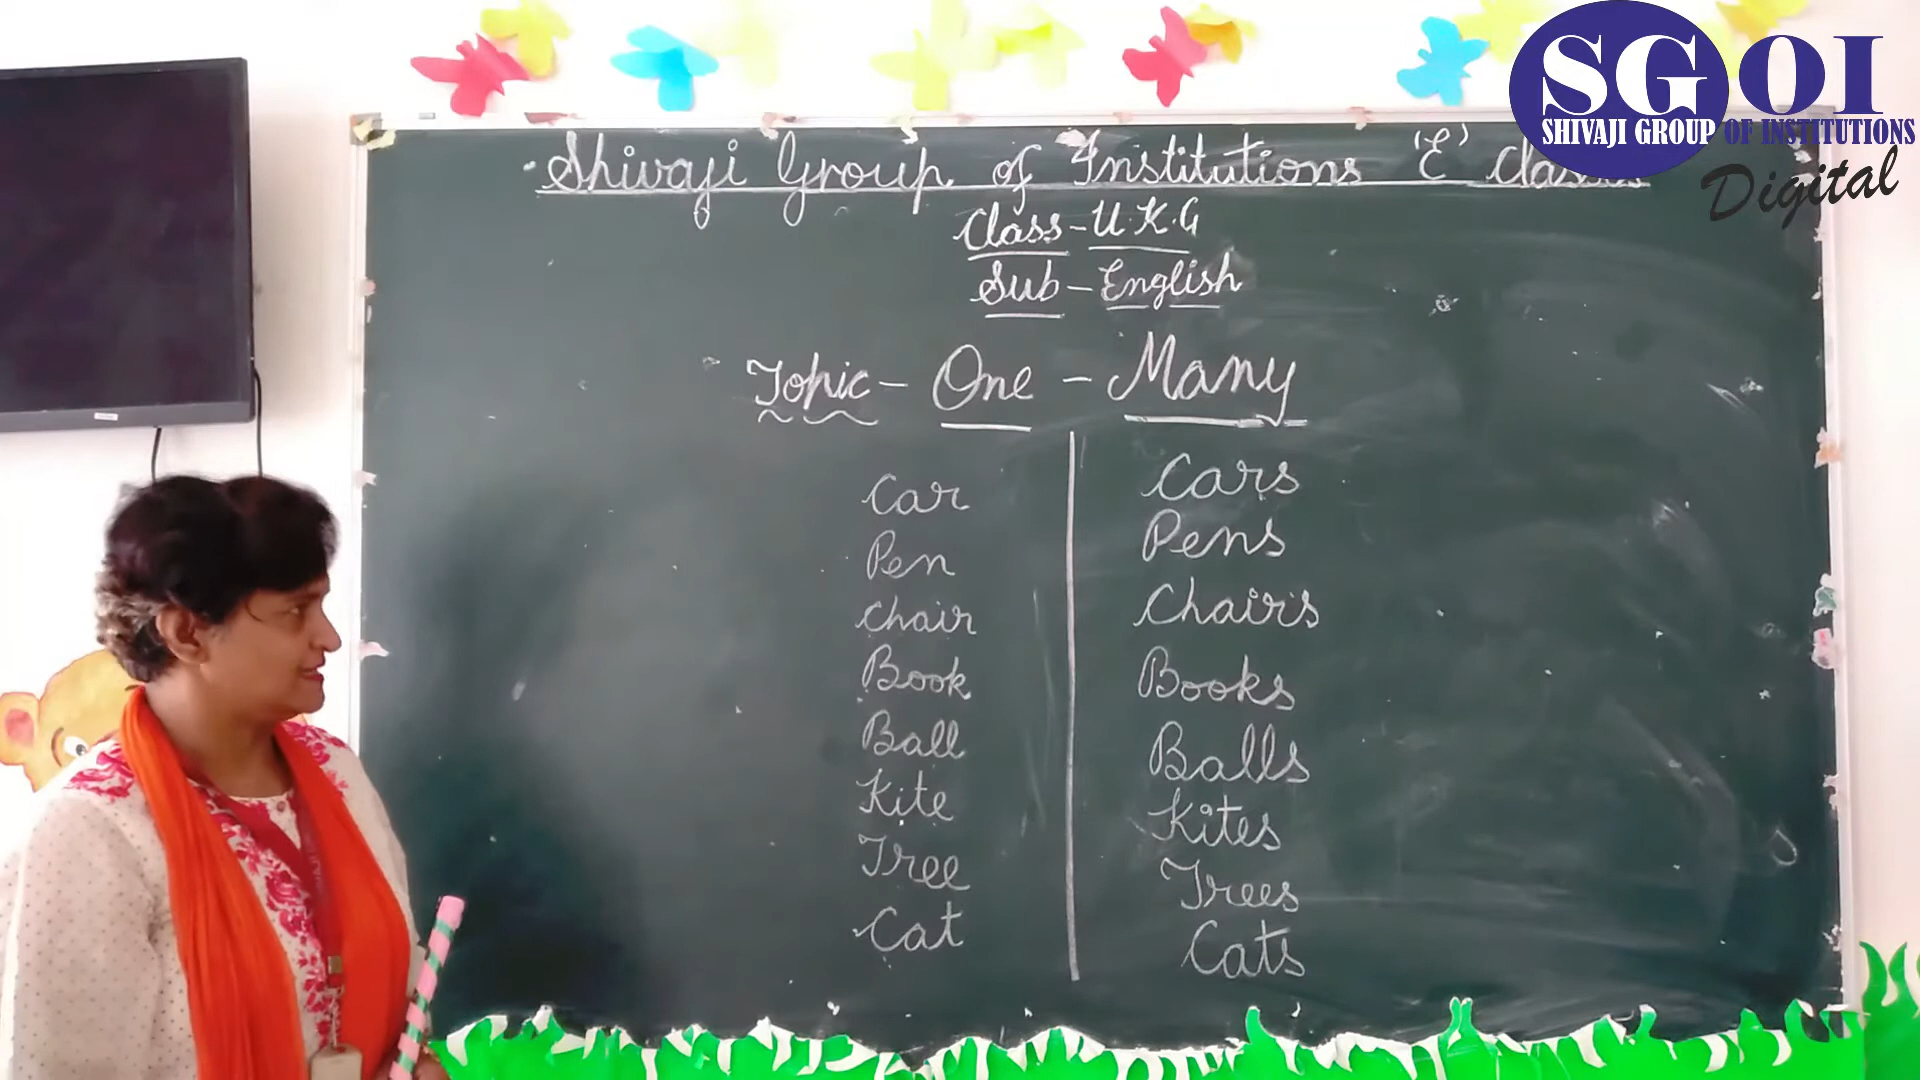 SGOI
SHIVAJI GROUP OF INSTITUTIONS
Digital
Shivaji Group of Institutions 'E' classes
Class - U.K.G
Sub - English
Topic - One - Many
Car Cars
Pen Pens
Chair Chairs
Book Books
Ball Balls
Kite Kites
Tree Trees
Cat Cats